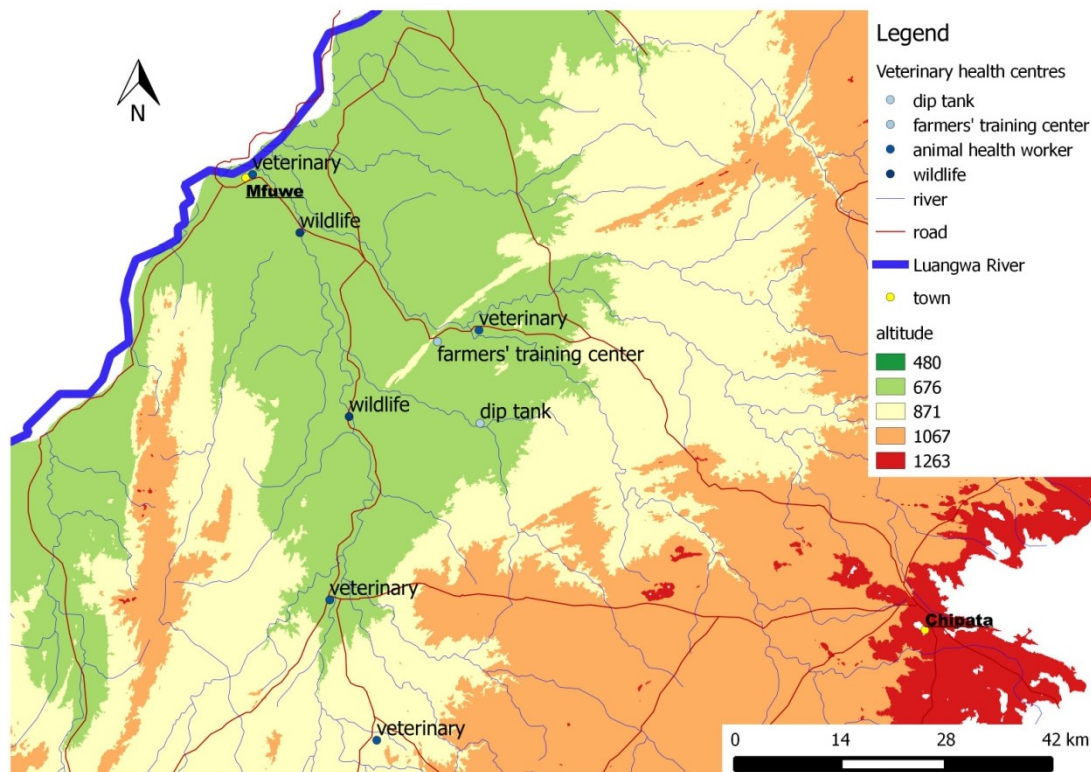 N
veterinary
Mfuwe
wildlife
veterinary
farmers' training center
wildlife
dip tank
veterinary
Chipata
veterinary
Legend
Veterinary health centres
dip tank
farmers' training center
animal health worker
wildlife
river
road
Luangwa River
town
altitude
480
676
871
1067
1263
0 14 28 42 km